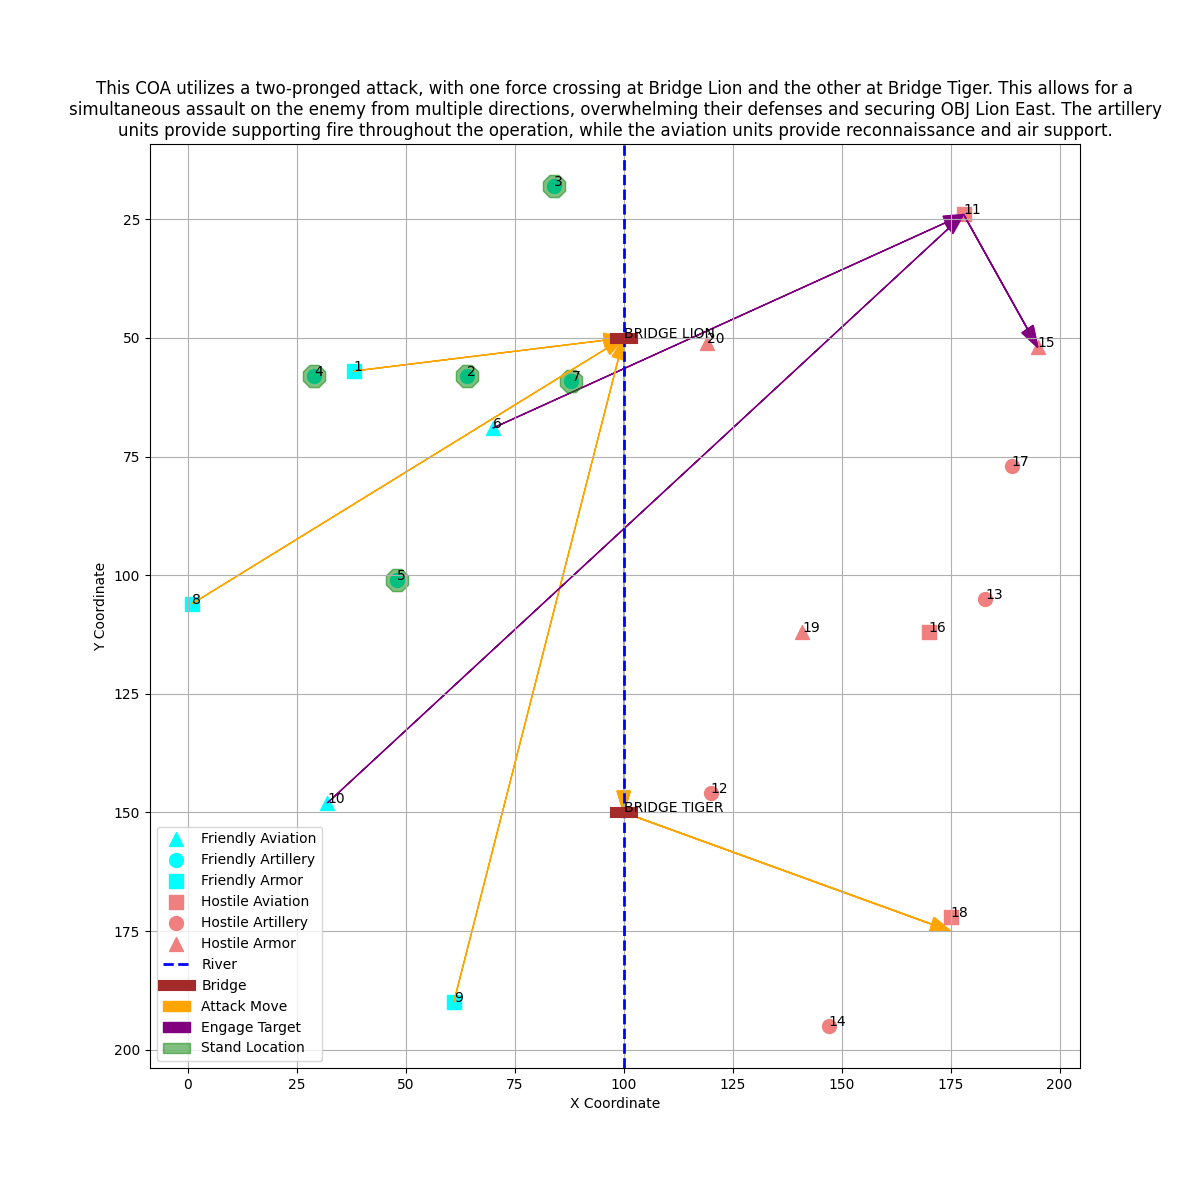 This COA utilizes a two-pronged attack, with one force crossing at Bridge Lion and the other at Bridge Tiger. This allows for a
simultaneous assault on the enemy from multiple directions, overwhelming their defenses and securing OBJ Lion East. The artillery
units provide supporting fire throughout the operation, while the aviation units provide reconnaissance and air support.
3
11
25
BRIDGE LION
20
50
15
1
4
2
7
6
17
75
5
100
13
8
19
16
Y Coordinate
125
12
10
BRIDGE TIGER
150
Friendly Aviation
Friendly Artillery
Friendly Armor
Hostile Aviation
Hostile Artillery
Hostile Armor
River
Bridge
Attack Move
Engage Target
Stand Location
18
175
9
14
200
0 25 50 75 100 125 150 175 200
X Coordinate